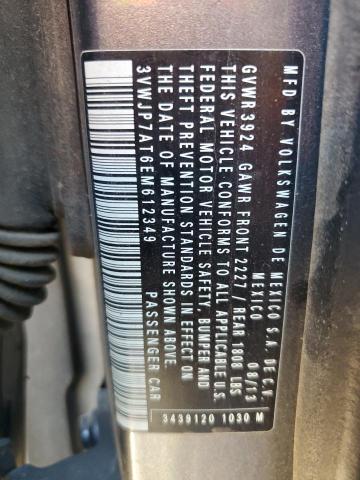 MFD BY VOLKSWAGEN DE MEXICO S.A. DE C.V.
MEXICO 09/13
GVWR 3924 GAWR FRONT 2227 / REAR 1808 LBS
THIS VEHICLE CONFORMS TO ALL APPLICABLE U.S.
FEDERAL MOTOR VEHICLE SAFETY, BUMPER AND
THEFT PREVENTION STANDARDS IN EFFECT ON
THE DATE OF MANUFACTURE SHOWN ABOVE.
3VWJP7AT6EM612349 PASSENGER CAR
3439120 1030 M